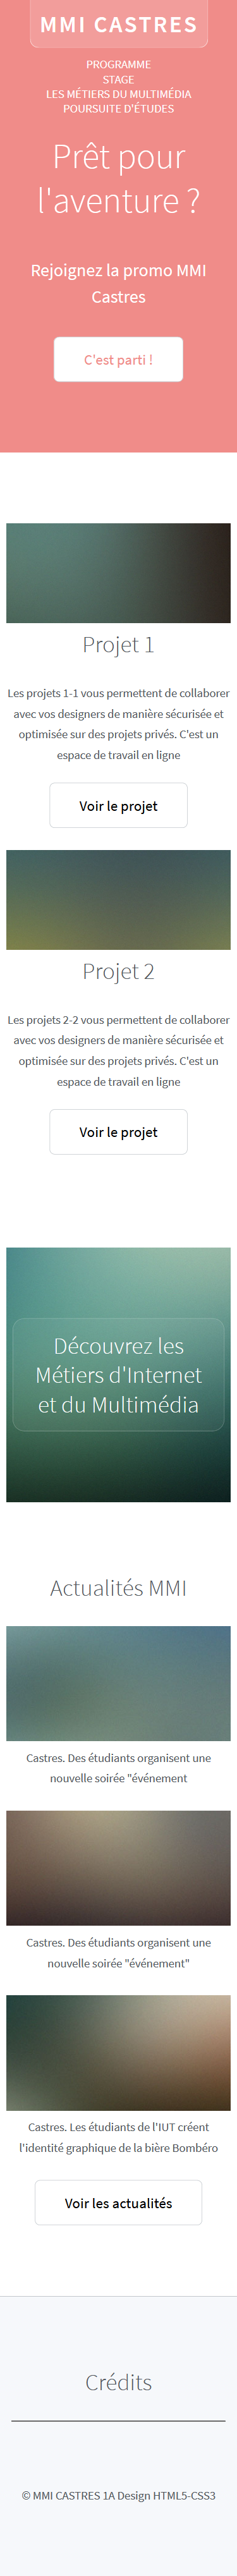 MMI CASTRES
PROGRAMME
STAGE
LES MÉTIERS DU MULTIMÉDIA
POURSUITE D'ÉTUDES
Prêt pour
l'aventure ?
Rejoignez la promo MMI
Castres
C'est parti !
Projet 1
Les projets 1-1 vous permettent de collaborer
avec vos designers de manière sécurisée et
optimisée sur des projets privés. C'est un
espace de travail en ligne
Voir le projet
Projet 2
Les projets 2-2 vous permettent de collaborer
avec vos designers de manière sécurisée et
optimisée sur des projets privés. C'est un
espace de travail en ligne
Voir le projet
Découvrez les
Métiers d'Internet
et du Multimédia
Actualités MMI
Castres. Des étudiants organisent une
nouvelle soirée "événement
Castres. Des étudiants organisent une
nouvelle soirée "événement"
Castres. Les étudiants de l'IUT créent
l'identité graphique de la bière Bombéro
Voir les actualités
Crédits
© MMI CASTRES 1A Design HTML5-CSS3